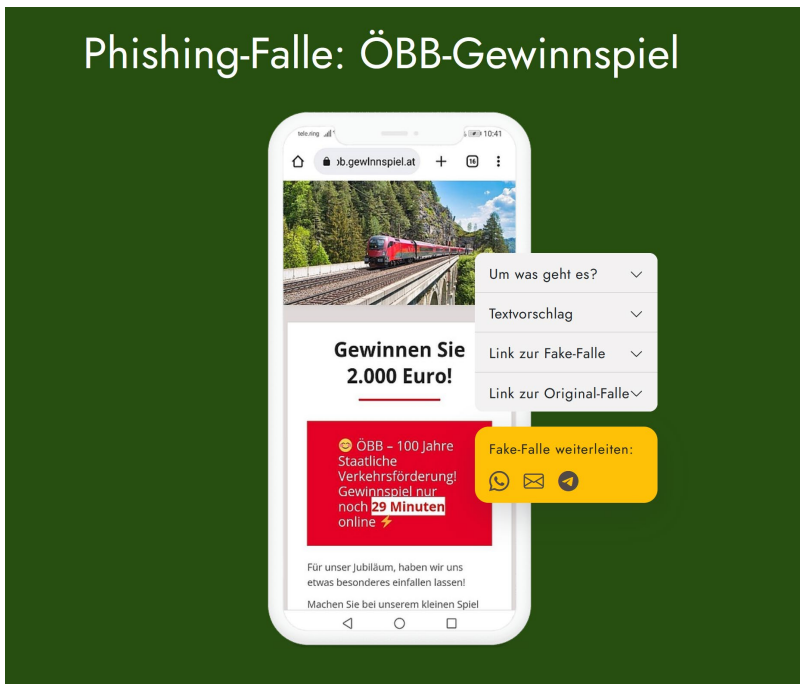 Phishing-Falle: ÖBB-Gewinnspiel
tele.ring
10:41
ob.gewInnspiel.at
16
Gewinnen Sie
2.000 Euro!
ÖBB – 100 Jahre
Staatliche
Verkehrsförderung!
Gewinnspiel nur
noch 29 Minuten
online
Für unser Jubiläum, haben wir uns
etwas besonderes einfallen lassen!
Machen Sie bei unserem kleinen Spiel
Um was geht es?
Textvorschlag
Link zur Fake-Falle
Link zur Original-Falle
Fake-Falle weiterleiten: